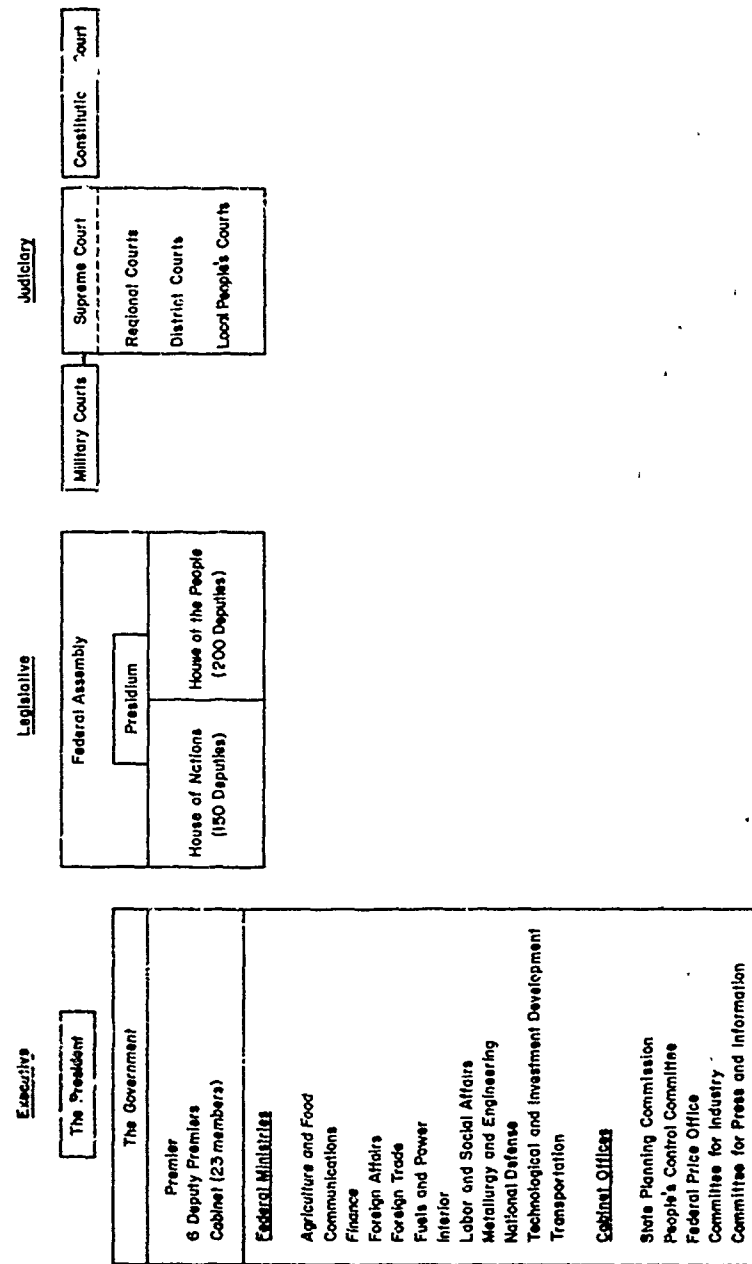 Executive
The President
The Government
Premier
6 Deputy Premiers
Cabinet (23 members)
Federal Ministries
Agriculture and Food
Communications
Finance
Foreign Affairs
Foreign Trade
Fuels and Power
Interior
Labor and Social Affairs
Metallurgy and Engineering
National Defense
Technological and Investment Development
Transportation
Cabinet Offices
State Planning Commission
People's Control Committee
Federal Price Office
Committee for Industry
Committee for Press and Information
Legislative
Federal Assembly
Presidium
House of Nations
(150 Deputies)
House of the People
(200 Deputies)
Judiciary
Military Courts
Supreme Court
Regional Courts
District Courts
Local People's Courts
Constitutic ourt